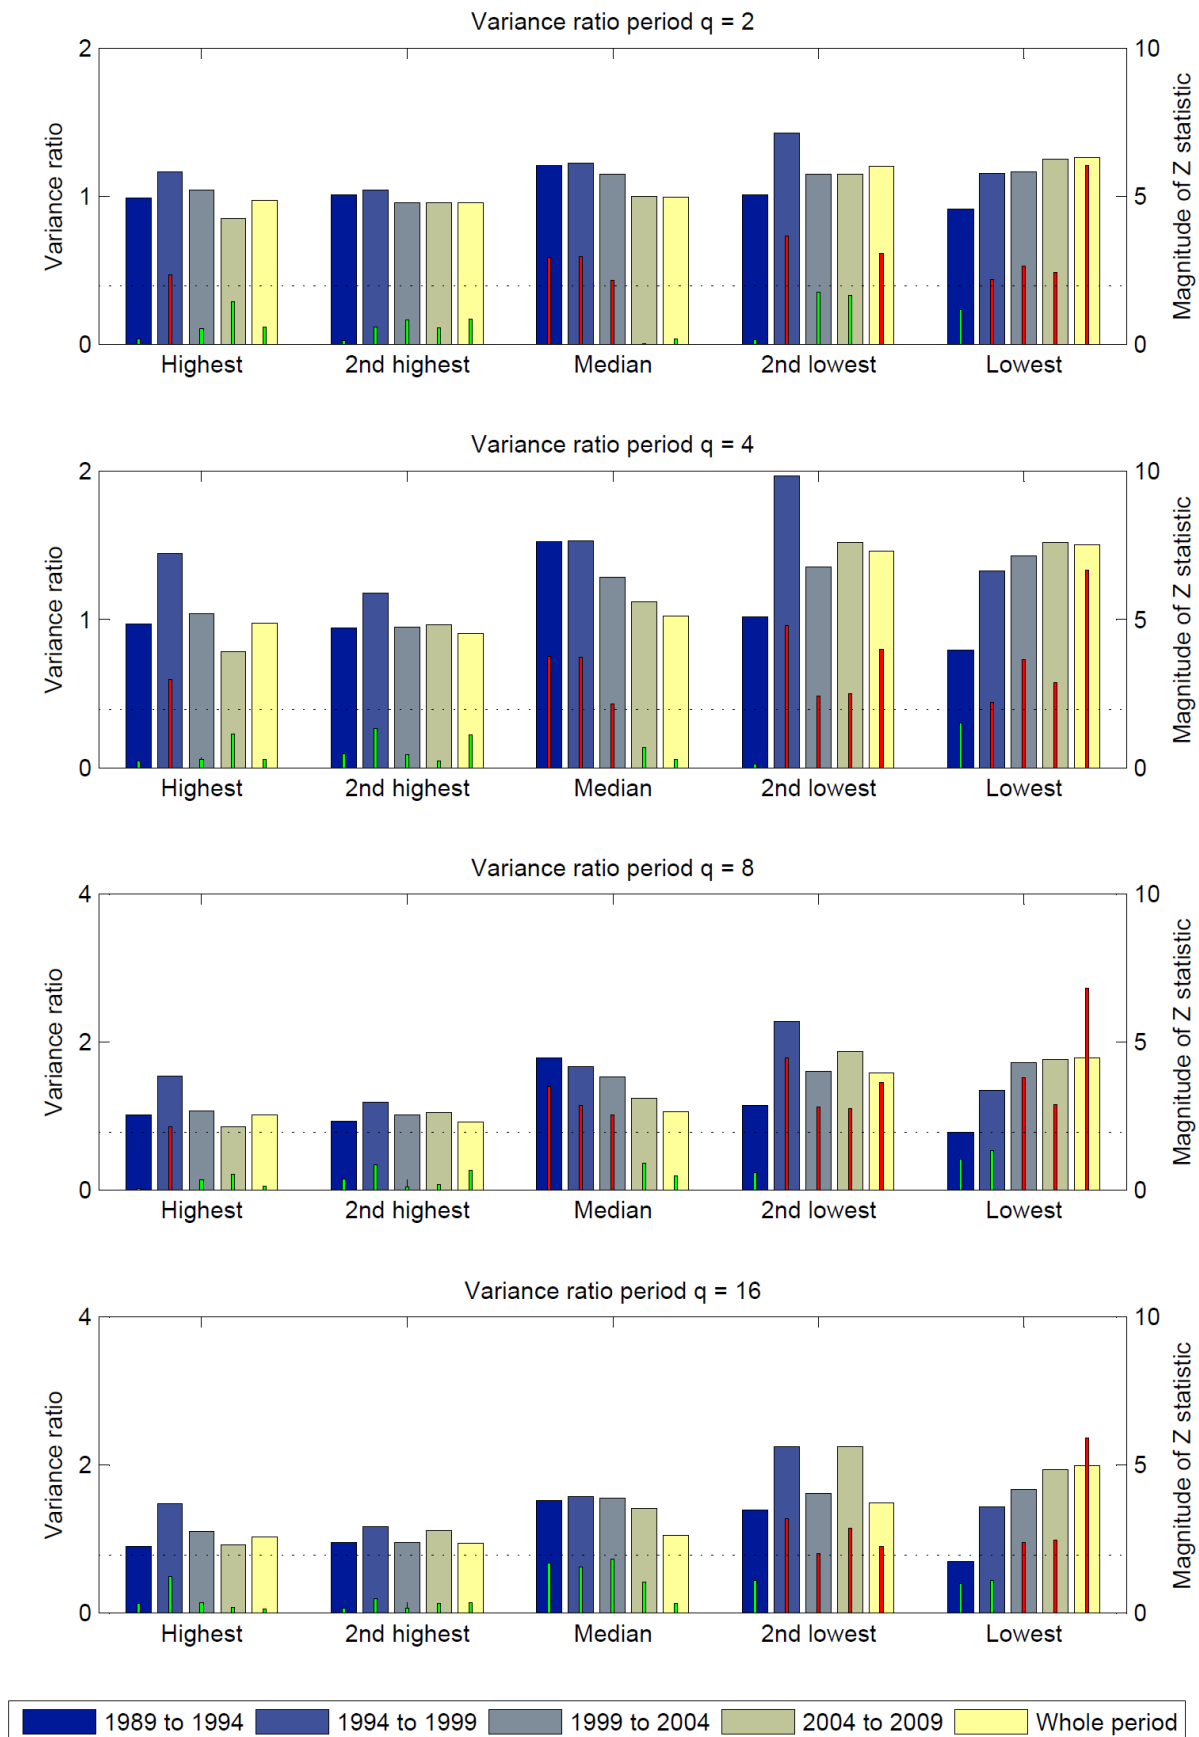 Variance ratio period q = 2
2
1
0
Variance ratio
10
5
0
Magnitude of Z statistic
Highest 2nd highest Median 2nd lowest Lowest
Variance ratio period q = 4
2
1
0
Variance ratio
10
5
0
Magnitude of Z statistic
Highest 2nd highest Median 2nd lowest Lowest
Variance ratio period q = 8
4
2
0
Variance ratio
10
5
0
Magnitude of Z statistic
Highest 2nd highest Median 2nd lowest Lowest
Variance ratio period q = 16
4
2
0
Variance ratio
10
5
0
Magnitude of Z statistic
Highest 2nd highest Median 2nd lowest Lowest
1989 to 1994 1994 to 1999 1999 to 2004 2004 to 2009 Whole period